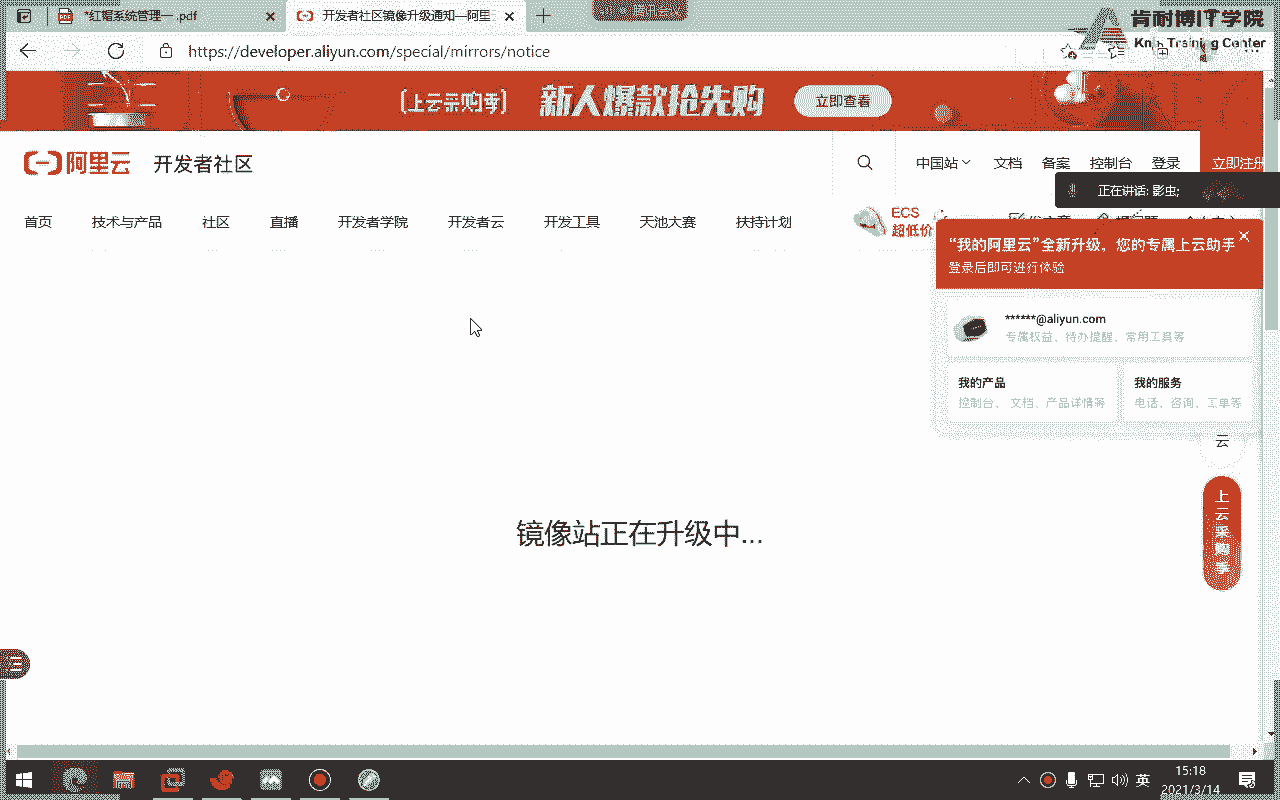 *红帽系统管理一 .pdf
开发者社区镜像升级通知—阿里
肯耐博IT学院
Training Center
https://developer.aliyun.com/special/mirrors/notice
[上云采购季]
新人爆款抢先购
立即查看
阿里云
开发者社区
中国站
文档
备案
控制台
登录
立即注册
正在讲话: 影虫;
首页
技术与产品
社区
直播
开发者学院
开发者云
开发工具
天池大赛
扶持计划
ECS
超低价
“我的阿里云”全新升级，您的专属上云助手
登录后即可进行体验
******@aliyun.com
专属权益、待办提醒、常用工具等
我的产品
控制台、文档、产品详情等
我的服务
电话、咨询、工单等
云
上云采购季
镜像站正在升级中...
英
15:18
2021/3/14